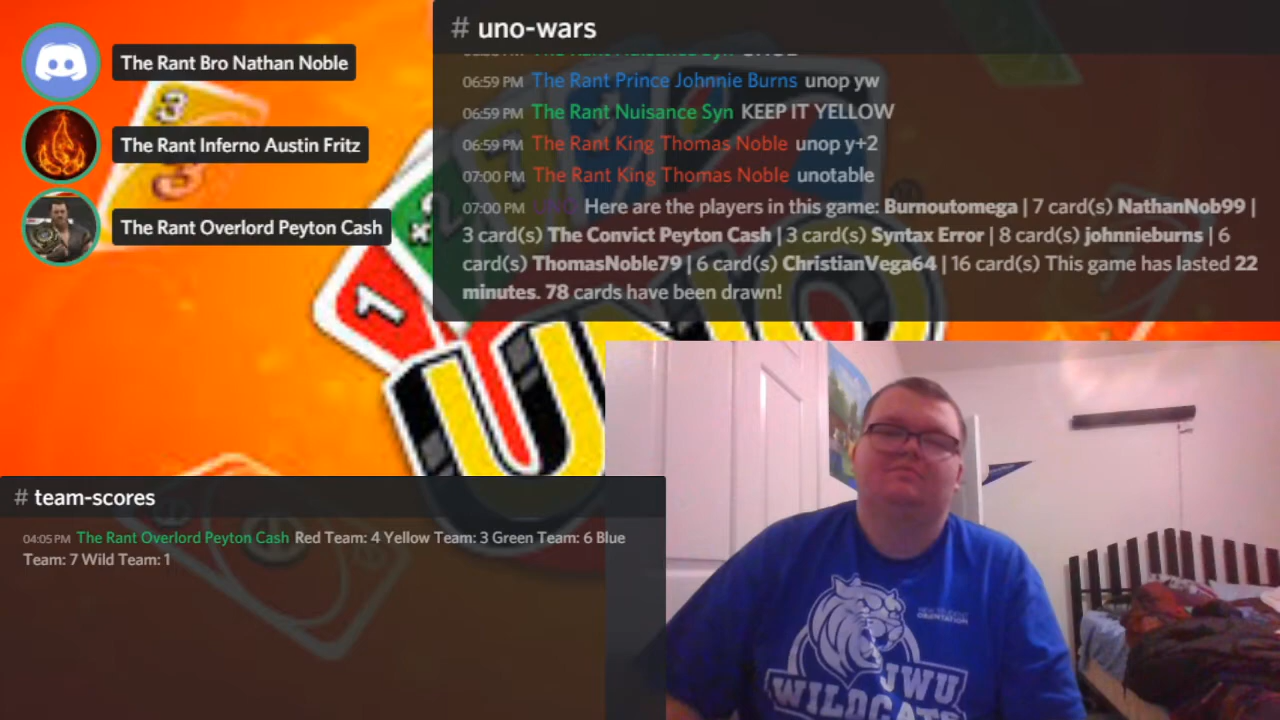 The Rant Bro Nathan Noble
The Rant Inferno Austin Fritz
The Rant Overlord Peyton Cash
# uno-wars
06:59 PM The Rant Prince Johnnie Burns unop yw
06:59 PM The Rant Nuisance Syn KEEP IT YELLOW
06:59 PM The Rant King Thomas Noble unop y+2
07:00 PM The Rant King Thomas Noble unotable
07:00 PM UNO Here are the players in this game: Burnoutomega | 7 card(s) NathanNob99 |
3 card(s) The Convict Peyton Cash | 3 card(s) Syntax Error | 8 card(s) johnnieburns | 6
card(s) ThomasNoble79 | 6 card(s) ChristianVega64 | 16 card(s) This game has lasted 22
minutes. 78 cards have been drawn!
3
3
1
UNO
# team-scores
04:05 PM The Rant Overlord Peyton Cash Red Team: 4 Yellow Team: 3 Green Team: 6 Blue
Team: 7 Wild Team: 1
ORIENTATION
JWU
WILDCATS